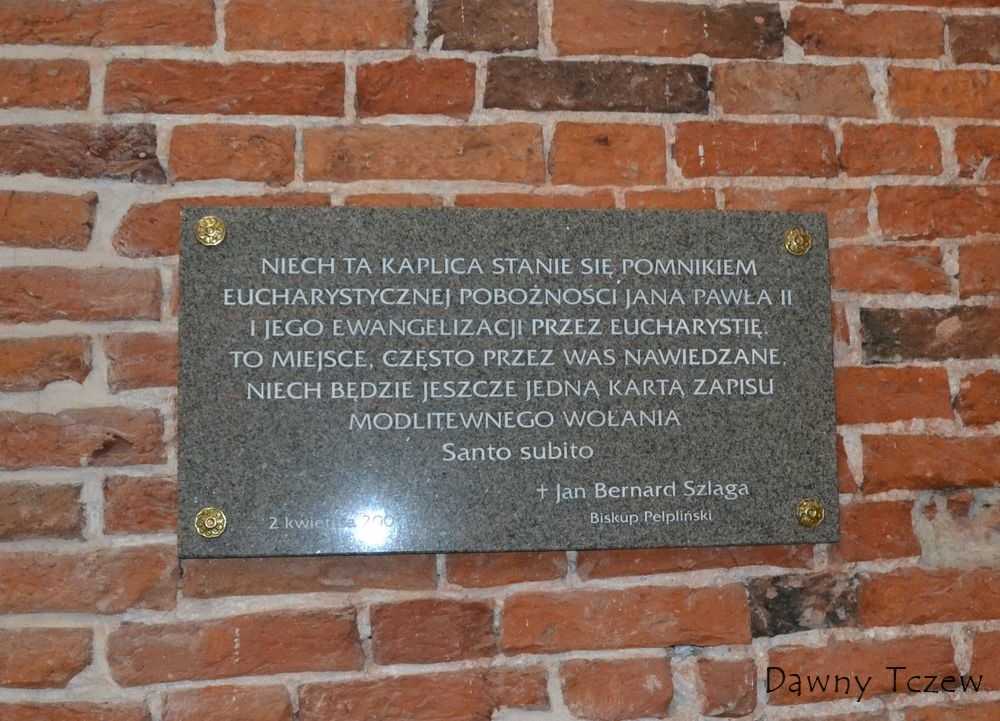 NIECH TA KAPLICA STANIE SIĘ POMNIKIEM
EUCHARYSTYCZNEJ POBOŻNOŚCI JANA PAWŁA II
I JEGO EWANGELIZACJI PRZEZ EUCHARYSTIĘ.
TO MIEJSCE, CZĘSTO PRZEZ WAS NAWIEDZANE,
NIECH BĘDZIE JESZCZE JEDNĄ KARTĄ ZAPISU
MODLITEWNEGO WOŁANIA
Santo subito
† Jan Bernard Szlaga
Biskup Pelpliński
2
Dawny Tczew